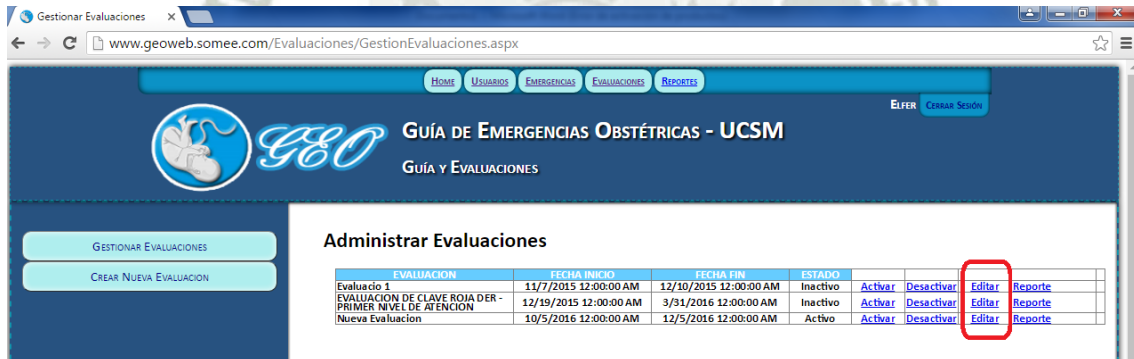 Gestionar Evaluaciones
www.geoweb.somee.com/Evaluaciones/GestionEvaluaciones.aspx
HOME USUARIOS EMERGENCIAS EVALUACIONES REPORTES
ELFER CERRAR SESIÓN
GEO
GUÍA DE EMERGENCIAS OBSTÉTRICAS - UCSM
GUÍA Y EVALUACIONES
GESTIONAR EVALUACIONES
CREAR NUEVA EVALUACION
Administrar Evaluaciones
EVALUACION FECHA INICIO FECHA FIN ESTADO
Evaluacio 1 11/7/2015 12:00:00 AM 12/10/2015 12:00:00 AM Inactivo Activar Desactivar Editar Reporte
EVALUACION DE CLAVE ROJA DER -
PRIMER NIVEL DE ATENCION 12/19/2015 12:00:00 AM 3/31/2016 12:00:00 AM Inactivo Activar Desactivar Editar Reporte
Nueva Evaluacion 10/5/2016 12:00:00 AM 12/5/2016 12:00:00 AM Activo Activar Desactivar Editar Reporte